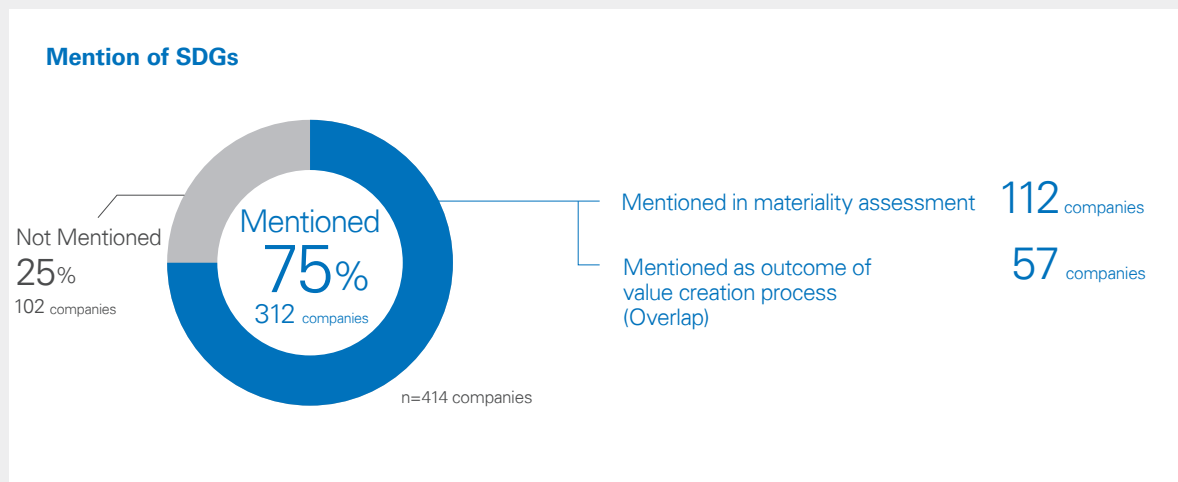 Mention of SDGs
Not Mentioned
25%
102 companies
Mentioned
75%
312 companies
n=414 companies
Mentioned in materiality assessment 112 companies
Mentioned as outcome of 57 companies
value creation process
(Overlap)